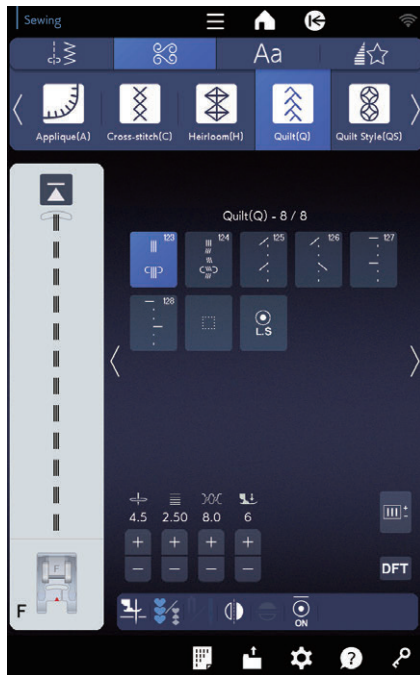 Sewing
Aa
Applique(A) Cross-stitch(C) Heirloom(H) Quilt(Q) Quilt Style(QS)
Quilt(Q) - 8 / 8
123 124 125 126 127
128 L.S
4.5 2.50 8.0 6
+ + + +
- - - -
DFT
F
F
ON
?